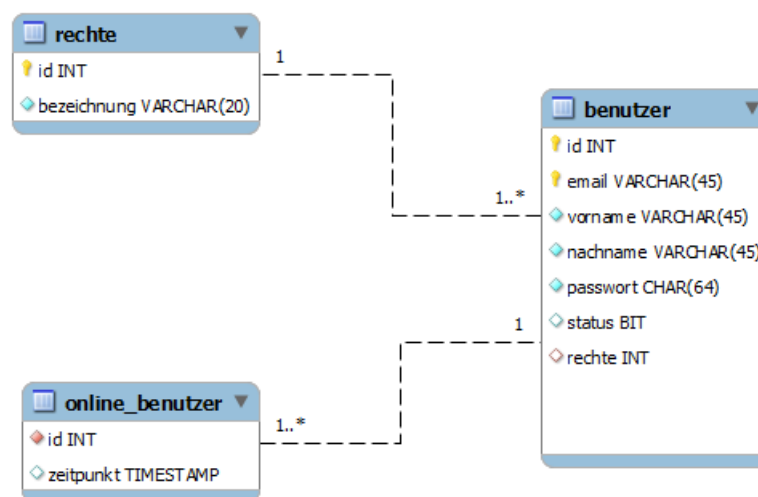 rechte
id INT
bezeichnung VARCHAR(20)
1
1..*
benutzer
id INT
email VARCHAR(45)
vorname VARCHAR(45)
nachname VARCHAR(45)
passwort CHAR(64)
status BIT
rechte INT
1
1..*
online_benutzer
id INT
zeitpunkt TIMESTAMP